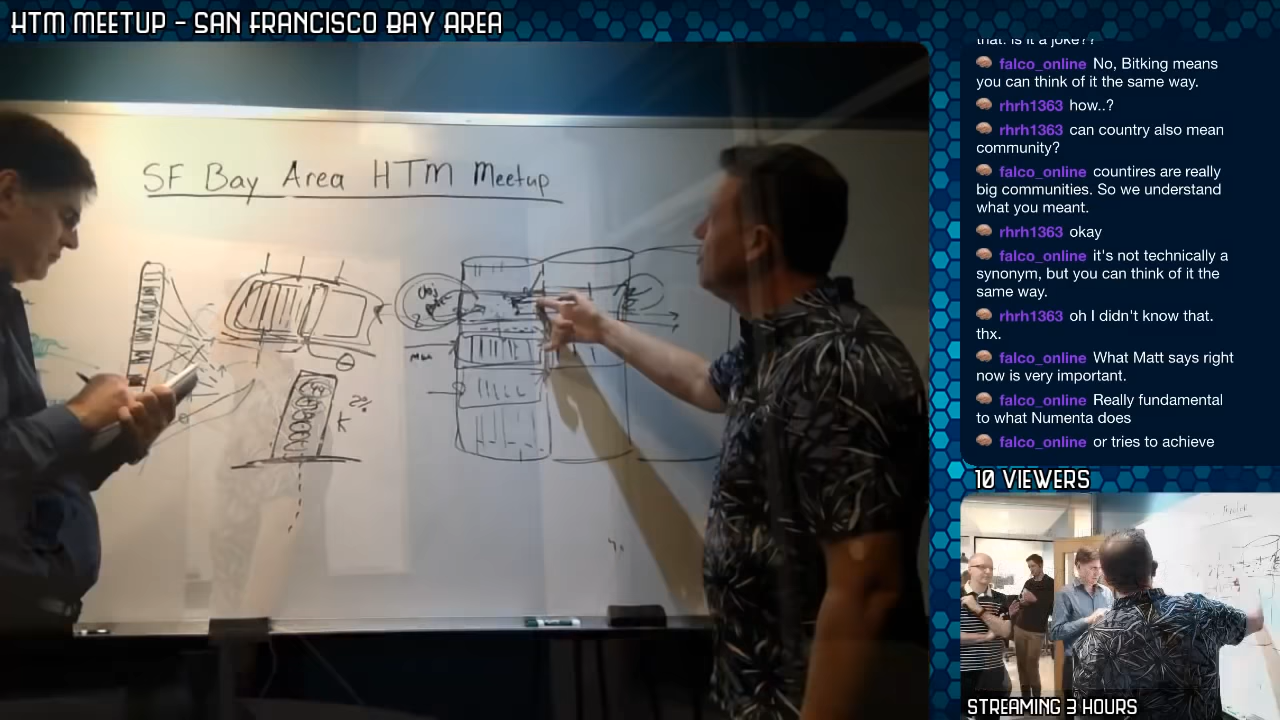 HTM MEETUP - SAN FRANCISCO BAY AREA
SF Bay Area HTM Meetup
2%
K
that. is it a joke??
falco_online No, Bitking means
you can think of it the same way.
rhrh1363 how..?
rhrh1363 can country also mean
community?
falco_online countires are really
big communities. So we understand
what you meant.
rhrh1363 okay
falco_online it's not technically a
synonym, but you can think of it the
same way.
rhrh1363 oh I didn't know that.
thx.
falco_online What Matt says right
now is very important.
falco_online Really fundamental
to what Numenta does
falco_online or tries to achieve
10 VIEWERS
STREAMING 3 HOURS